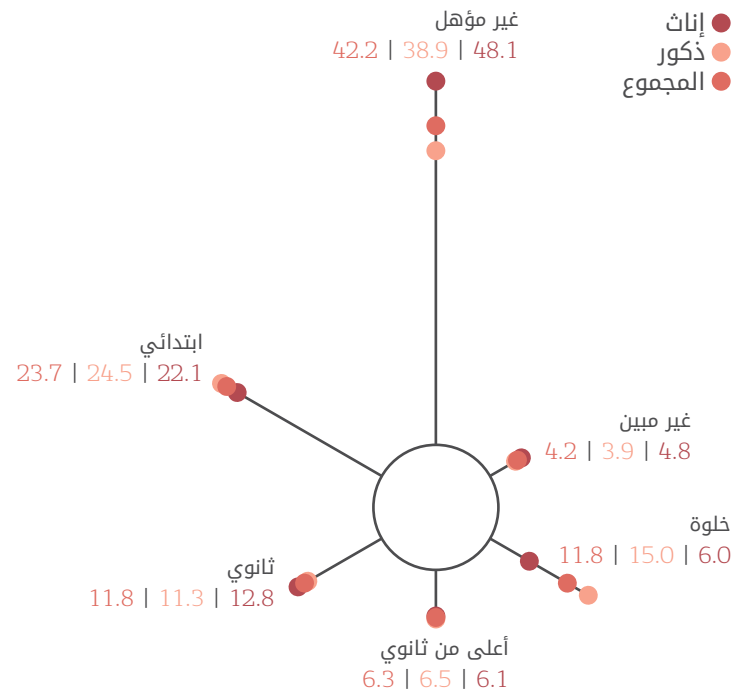 إناث
ذكور
المجموع
غير مؤهل
42.2 | 38.9 | 48.1
ابتدائي
23.7 | 24.5 | 22.1
غير مبين
4.2 | 3.9 | 4.8
خلوة
11.8 | 15.0 | 6.0
ثانوي
11.8 | 11.3 | 12.8
أعلى من ثانوي
6.3 | 6.5 | 6.1